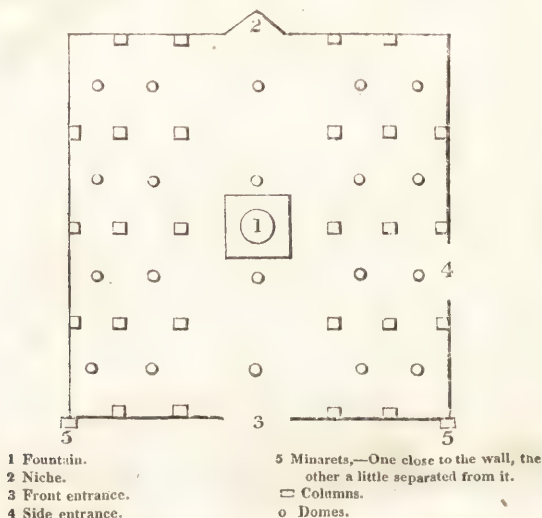 2
1
4
3
5
5
1 Fountain.
2 Niche.
3 Front entrance.
4 Side entrance.
5 Minarets,—One close to the wall, the
other a little separated from it.
Columns.
o Domes.